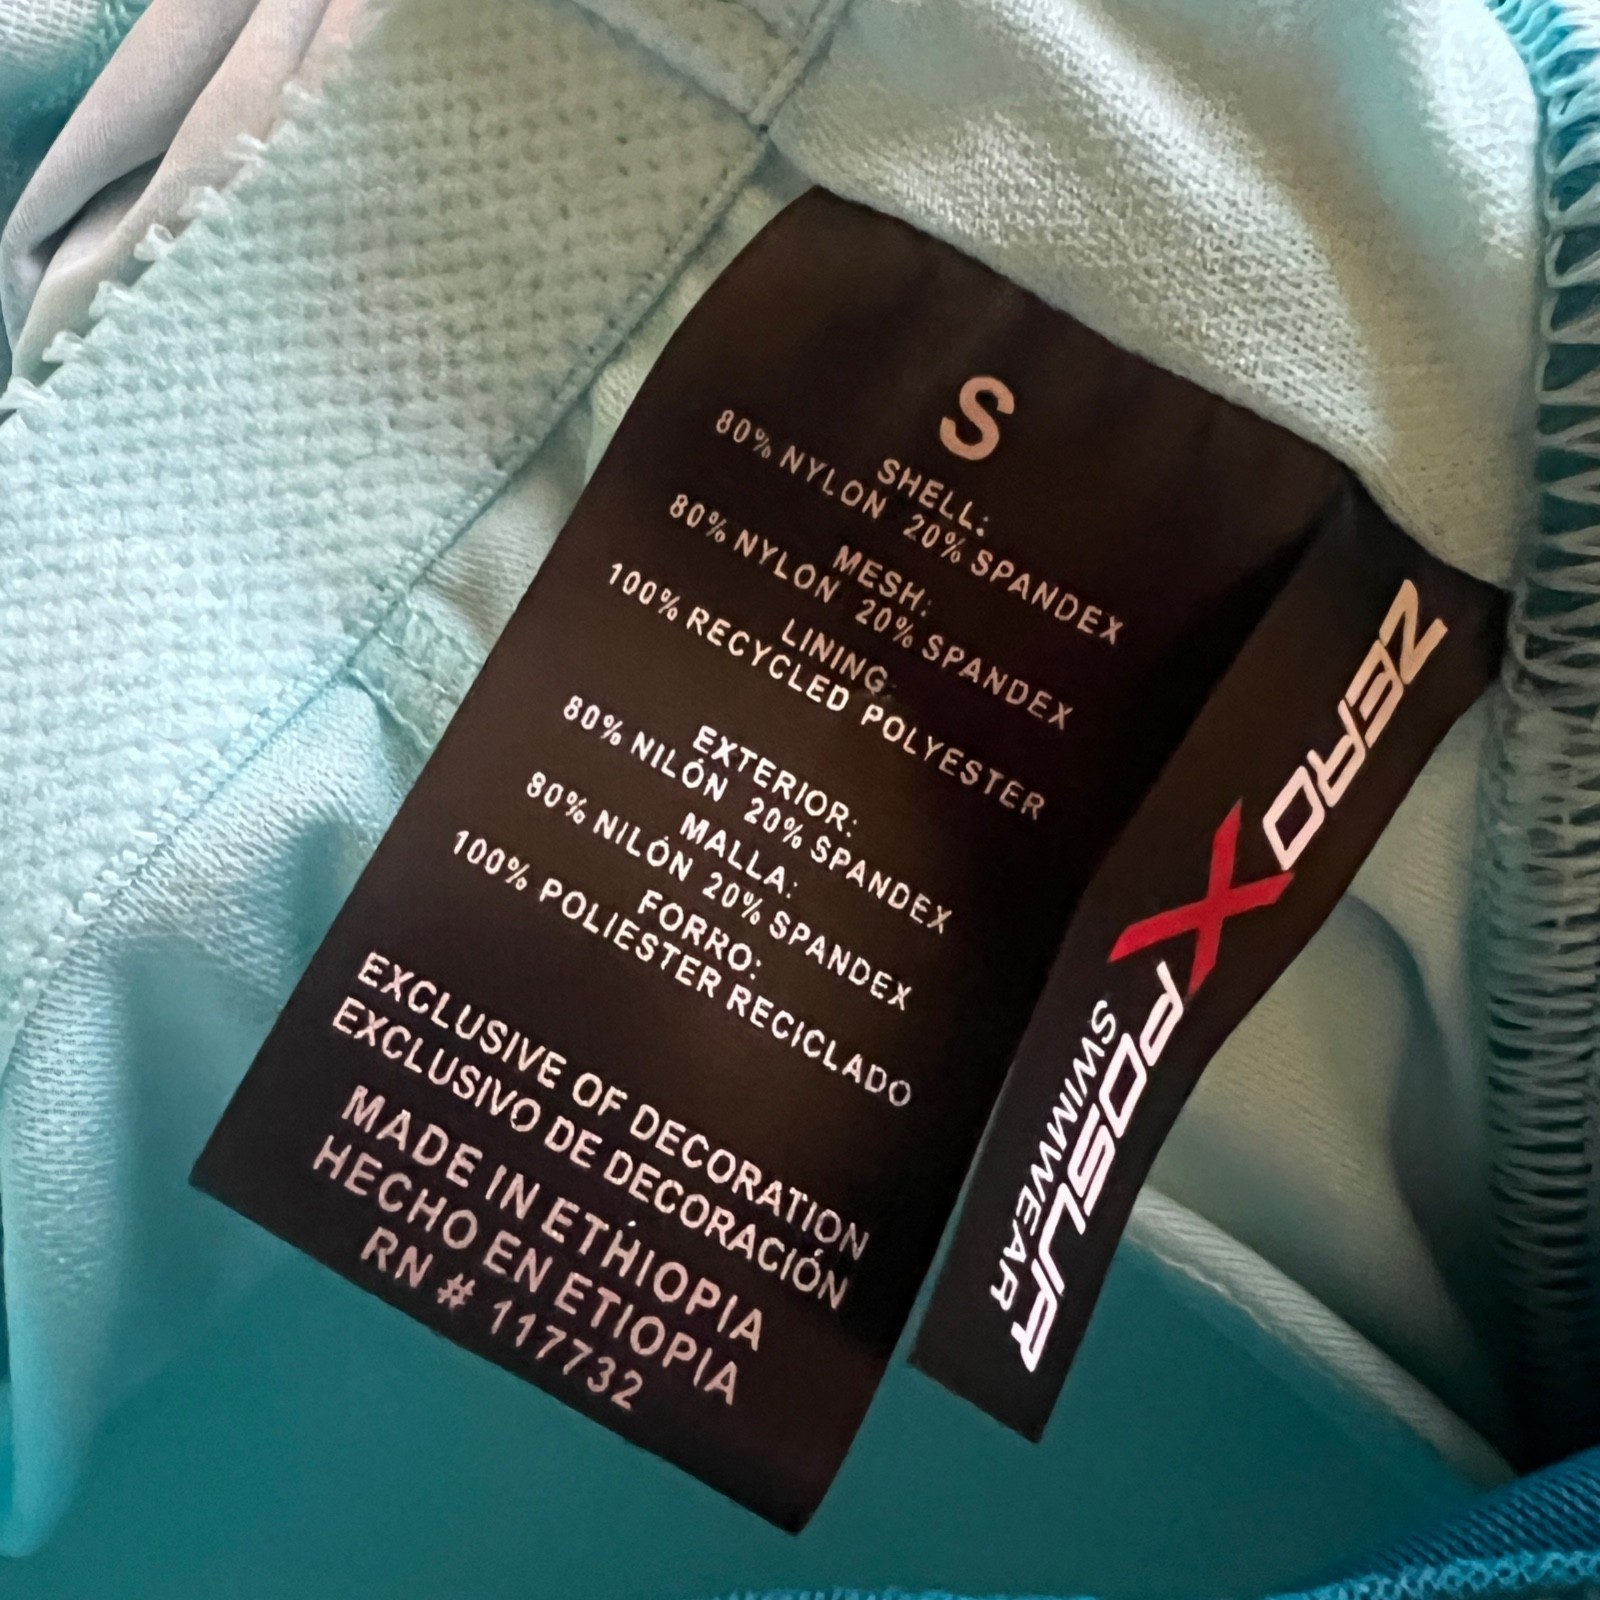 S
SHELL:
80% NYLON 20% SPANDEX
MESH:
80% NYLON 20% SPANDEX
LINING:
100% RECYCLED POLYESTER
EXTERIOR:
80% NILÓN 20% SPANDEX
MALLA:
80% NILÓN 20% SPANDEX
FORRO:
100% POLIESTER RECICLADO
EXCLUSIVE OF DECORATION
EXCLUSIVO DE DECORACIÓN
MADE IN ETHIOPIA
HECHO EN ETIOPIA
RN # 117732
ZEROXPOSUR
SWIMWEAR